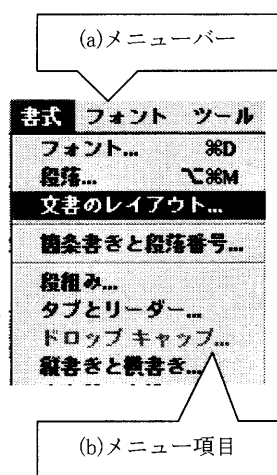 (a)メニューバー
書式 フォント ツール
フォント... ⌘D
段落... ⌥⌘M
文書のレイアウト...
箇条書きと段落番号...
段組み...
タブとリーダー...
ドロップ キャップ...
縦書きと横書き...
(b)メニュー項目